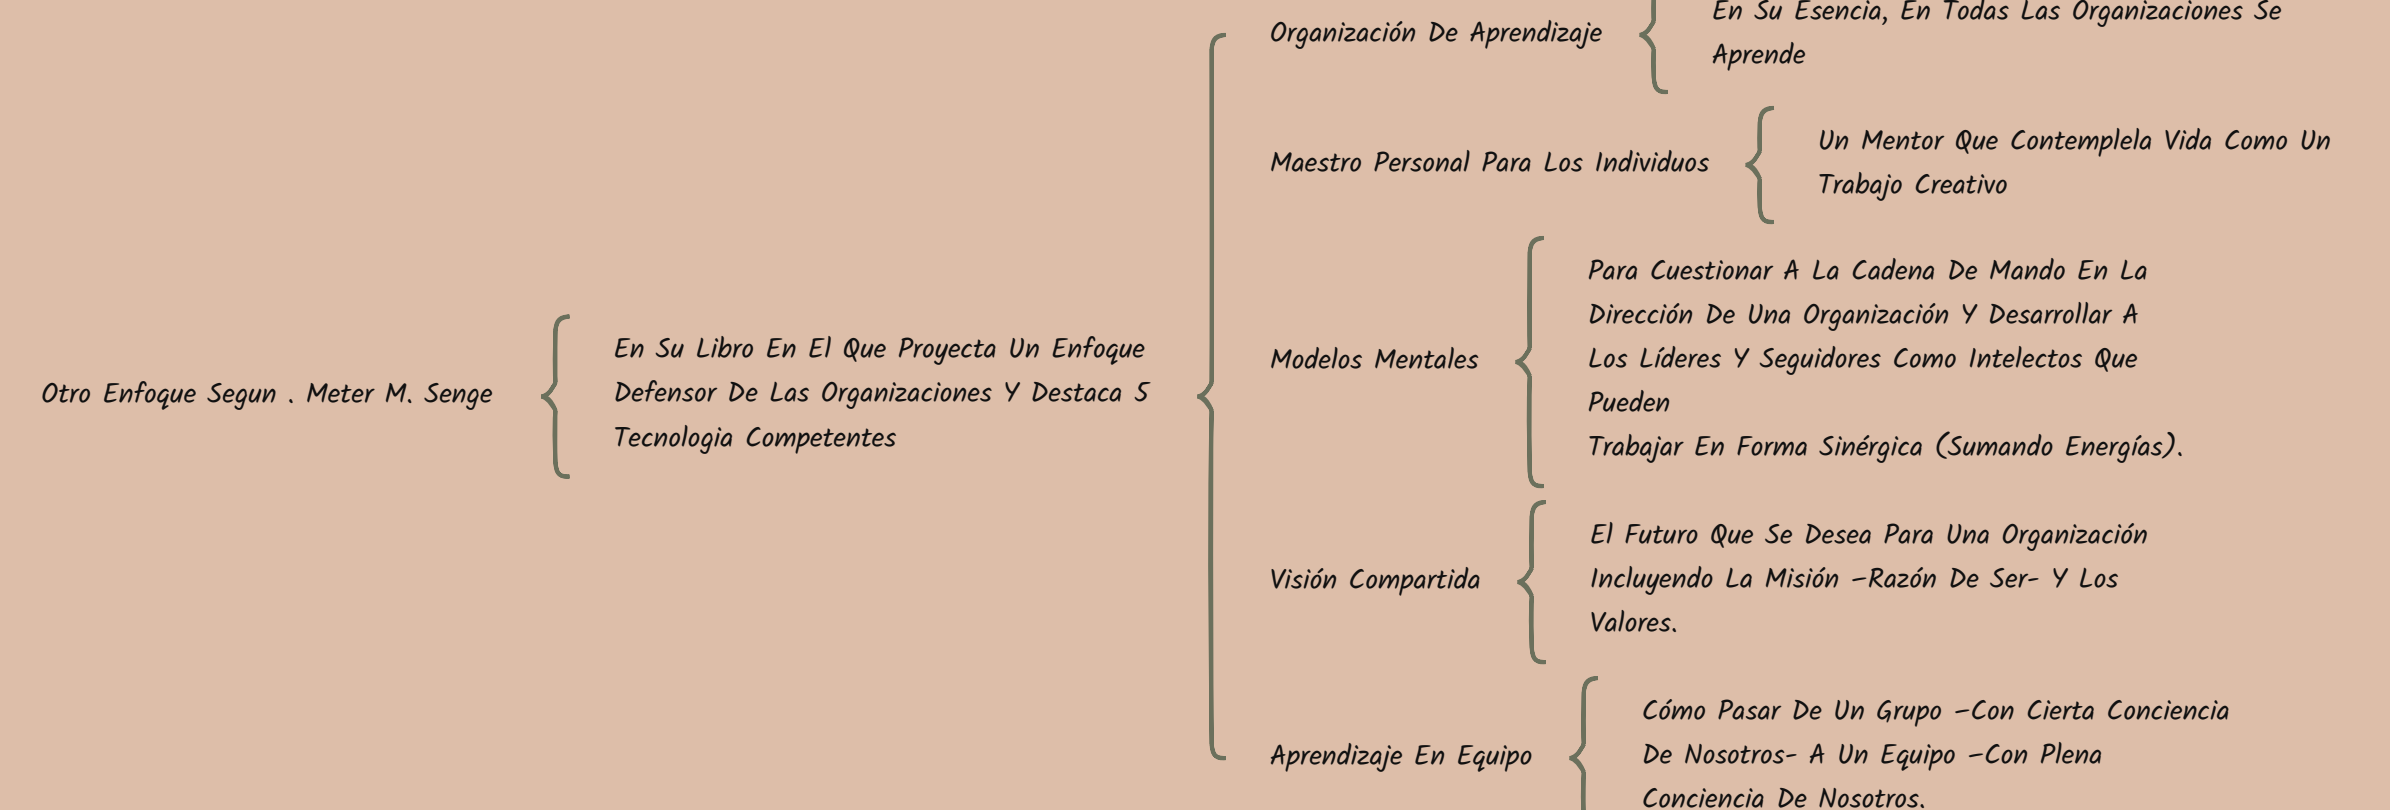 Otro Enfoque Segun . Meter M. Senge
En Su Libro En El Que Proyecta Un Enfoque
Defensor De Las Organizaciones Y Destaca 5
Tecnologia Competentes
Organización De Aprendizaje
En Su Esencia, En Todas Las Organizaciones Se
Aprende
Maestro Personal Para Los Individuos
Un Mentor Que Contemplela Vida Como Un
Trabajo Creativo
Modelos Mentales
Para Cuestionar A La Cadena De Mando En La
Dirección De Una Organización Y Desarrollar A
Los Líderes Y Seguidores Como Intelectos Que
Pueden
Trabajar En Forma Sinérgica (Sumando Energías).
Visión Compartida
El Futuro Que Se Desea Para Una Organización
Incluyendo La Misión –Razón De Ser- Y Los
Valores.
Aprendizaje En Equipo
Cómo Pasar De Un Grupo –Con Cierta Conciencia
De Nosotros- A Un Equipo –Con Plena
Conciencia De Nosotros.